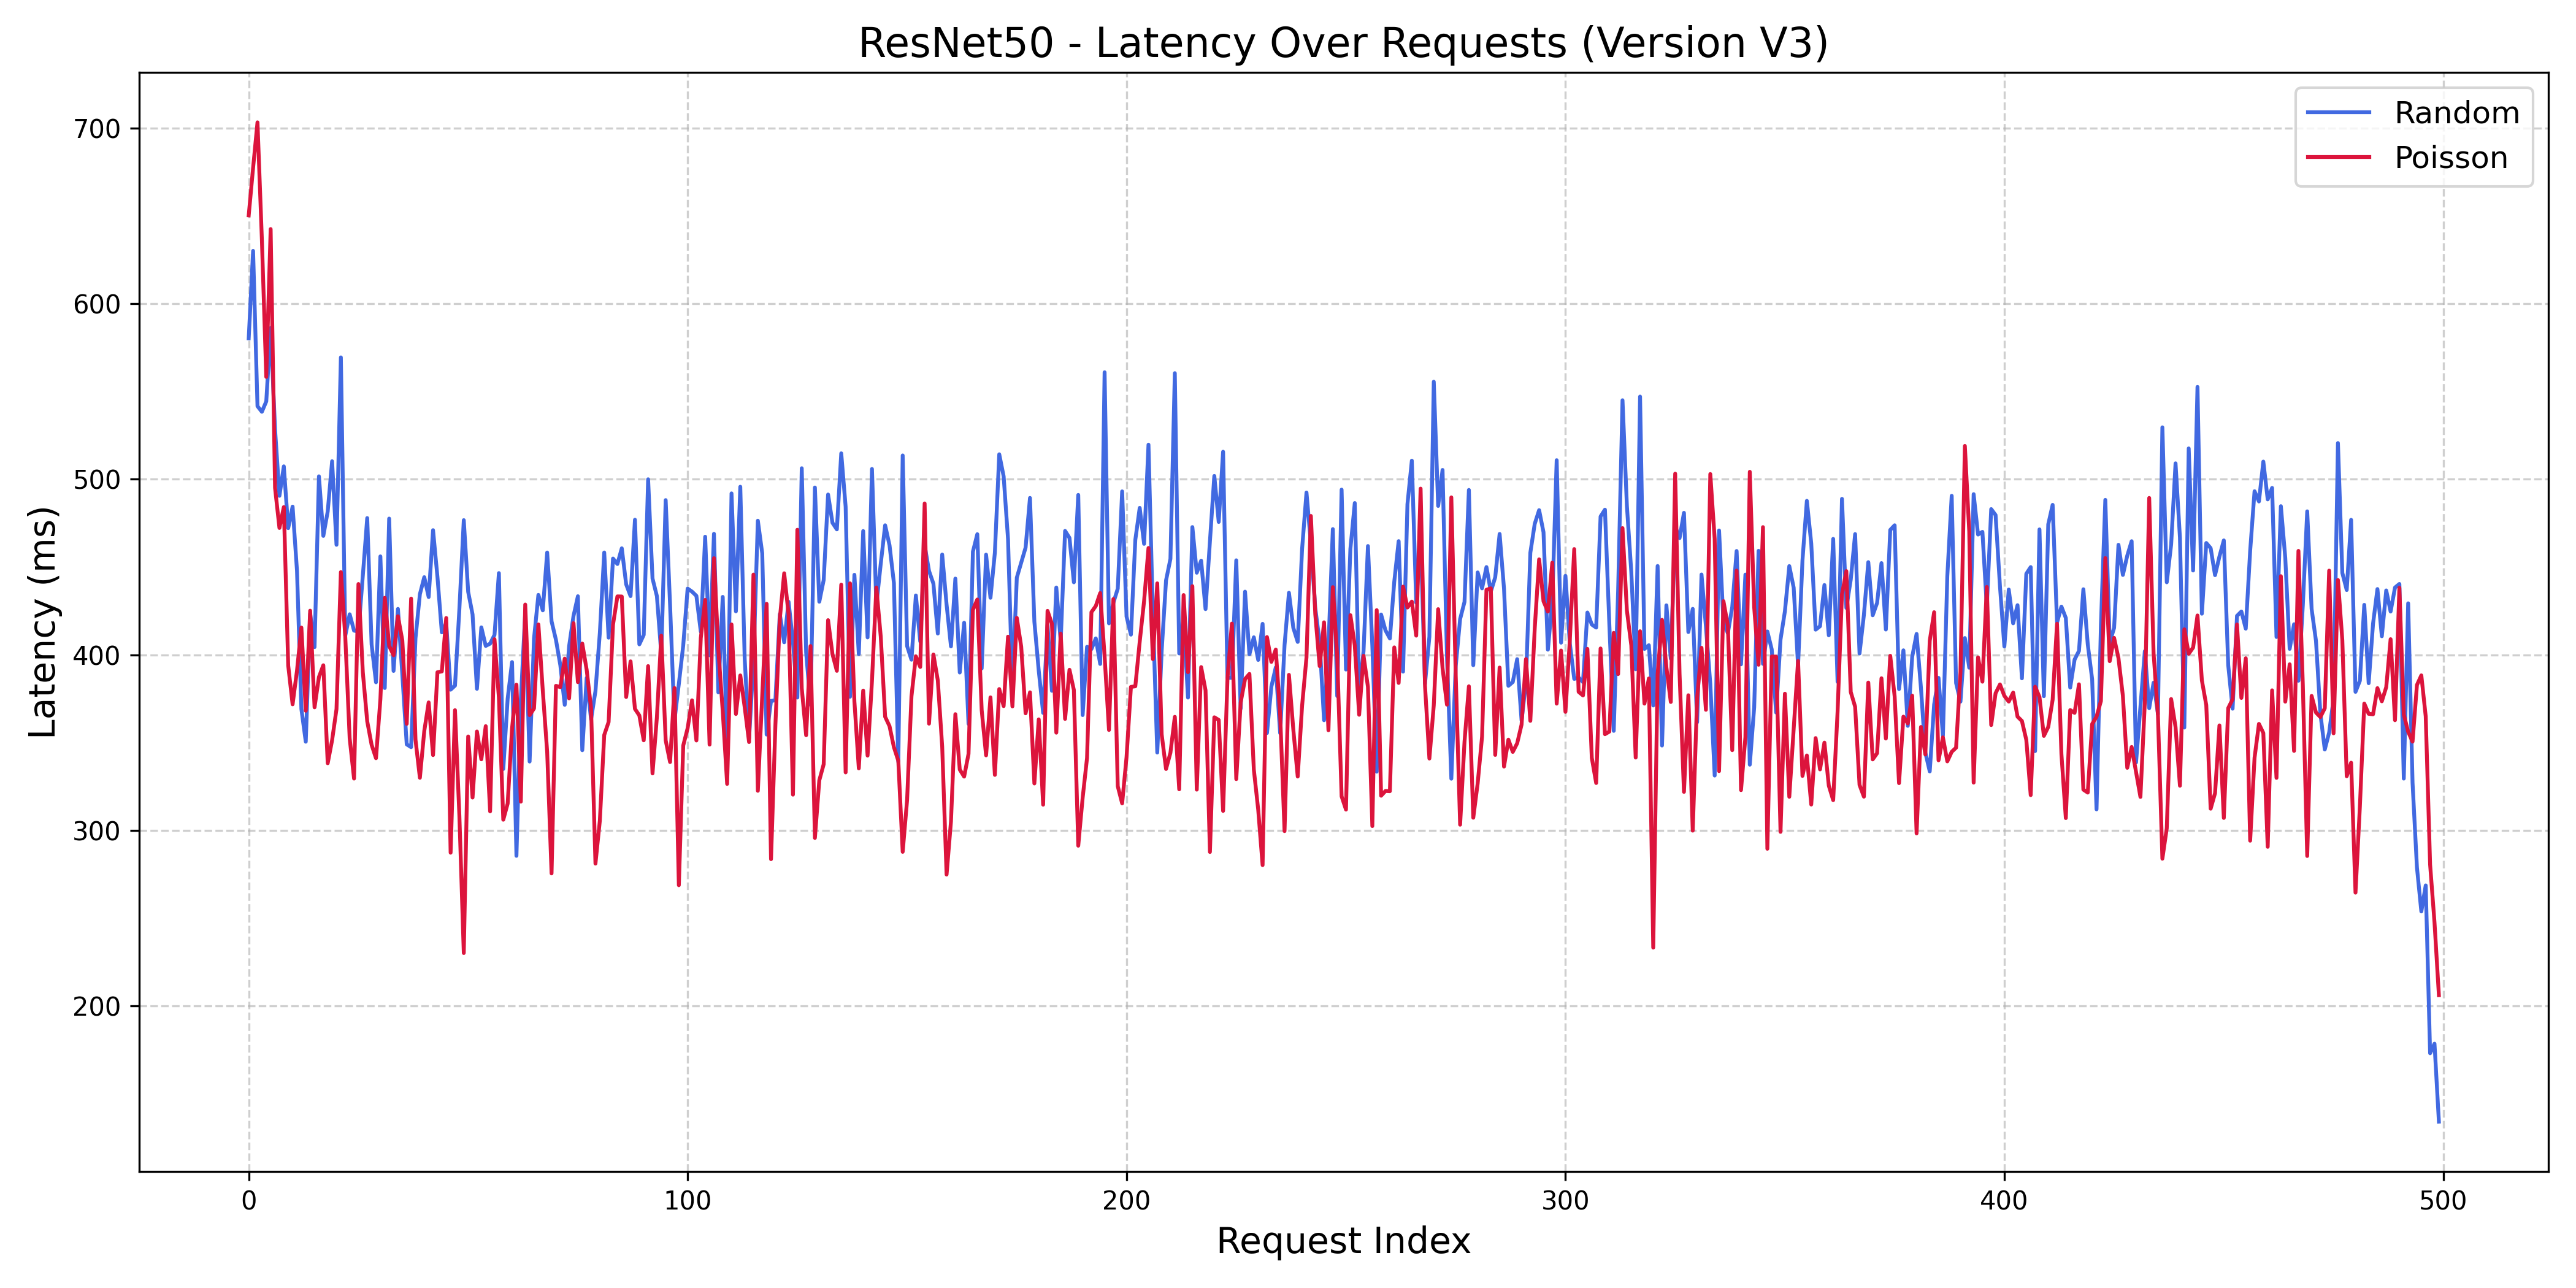 ResNet50 - Latency Over Requests (Version V3)
Random
Poisson
Latency (ms)
700
600
500
400
300
200
0
100
200
300
400
500
Request Index